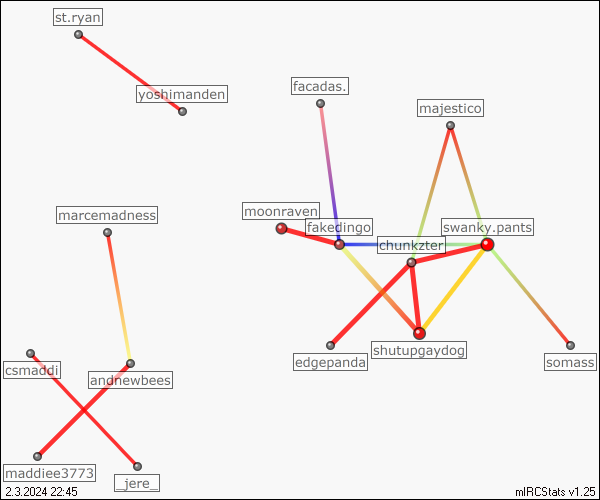 st.ryan
yoshimanden
facadas.
majestico
marcemadness
moonraven
fakedingo
swanky.pants
chunkzter
shutupgaydog
edgepanda
somass
csmaddi
andnewbees
maddiee3773
_jere_
2.3.2024 22:45
mIRCStats v1.25